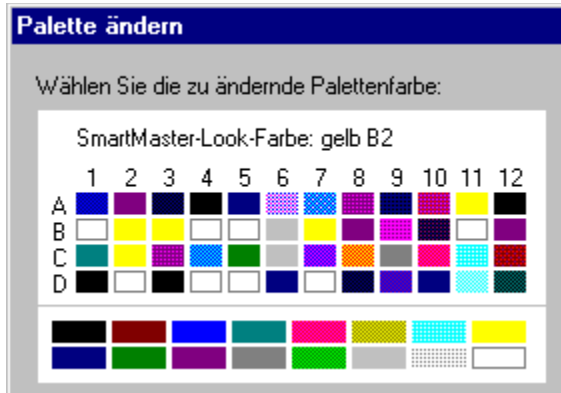 Palette ändern
Wählen Sie die zu ändernde Palettenfarbe:
SmartMaster-Look-Farbe: gelb B2
1 2 3 4 5 6 7 8 9 10 11 12
A
B
C
D